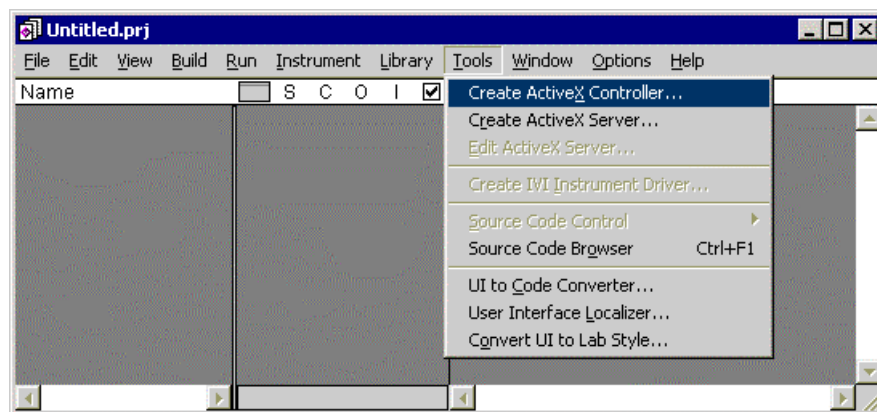 Untitled.prj
File Edit View Build Run Instrument Library Tools Window Options Help
Name S C O I
Create ActiveX Controller...
Create ActiveX Server...
Edit ActiveX Server...
Create IVI Instrument Driver...
Source Code Control
Source Code Browser Ctrl+F1
UI to Code Converter...
User Interface Localizer...
Convert UI to Lab Style...